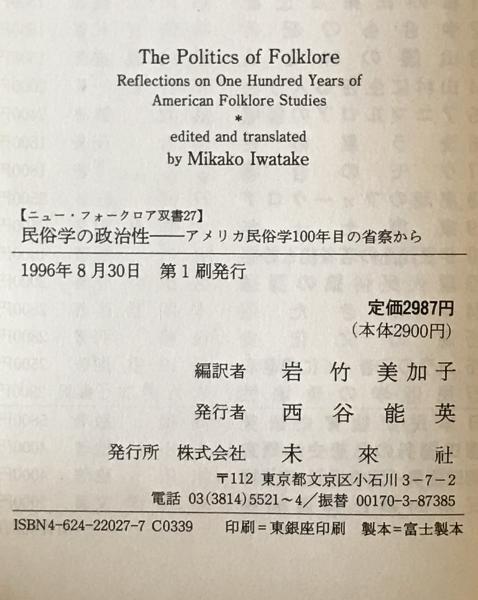 The Politics of Folklore
Reflections on One Hundred Years of
American Folklore Studies
*
edited and translated
by Mikako Iwatake
【ニュー・フォークロア双書27】
民俗学の政治性——アメリカ民俗学100年目の省察から
1996年8月30日 第1刷発行
定価2987円
(本体2900円)
編訳者 岩竹美加子
発行者 西谷能英
発行所 株式会社 未來社
〒112 東京都文京区小石川3-7-2
電話 03(3814)5521~4/振替 00170-3-87385
ISBN4-624-22027-7 C0339 印刷=東銀座印刷 製本=富士製本